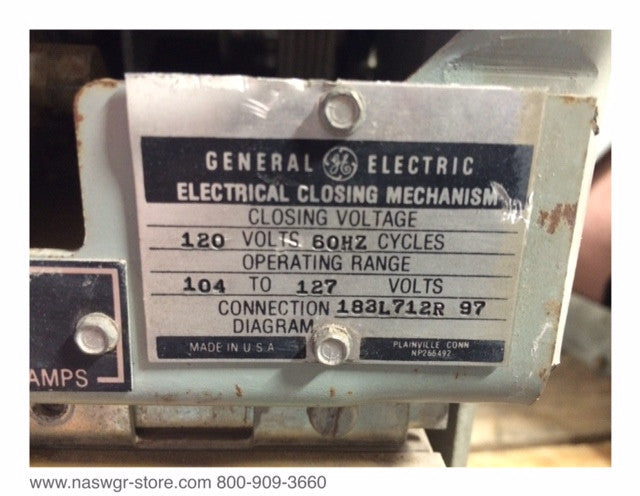 GENERAL GE ELECTRIC
ELECTRICAL CLOSING MECHANISM
CLOSING VOLTAGE
120 VOLTS 60HZ CYCLES
OPERATING RANGE
104 TO 127 VOLTS
CONNECTION 183L712R 97
DIAGRAM
MADE IN U.S.A
PLAINVILLE CONN
NP266492
AMPS
www.naswgr-store.com 800-909-3660